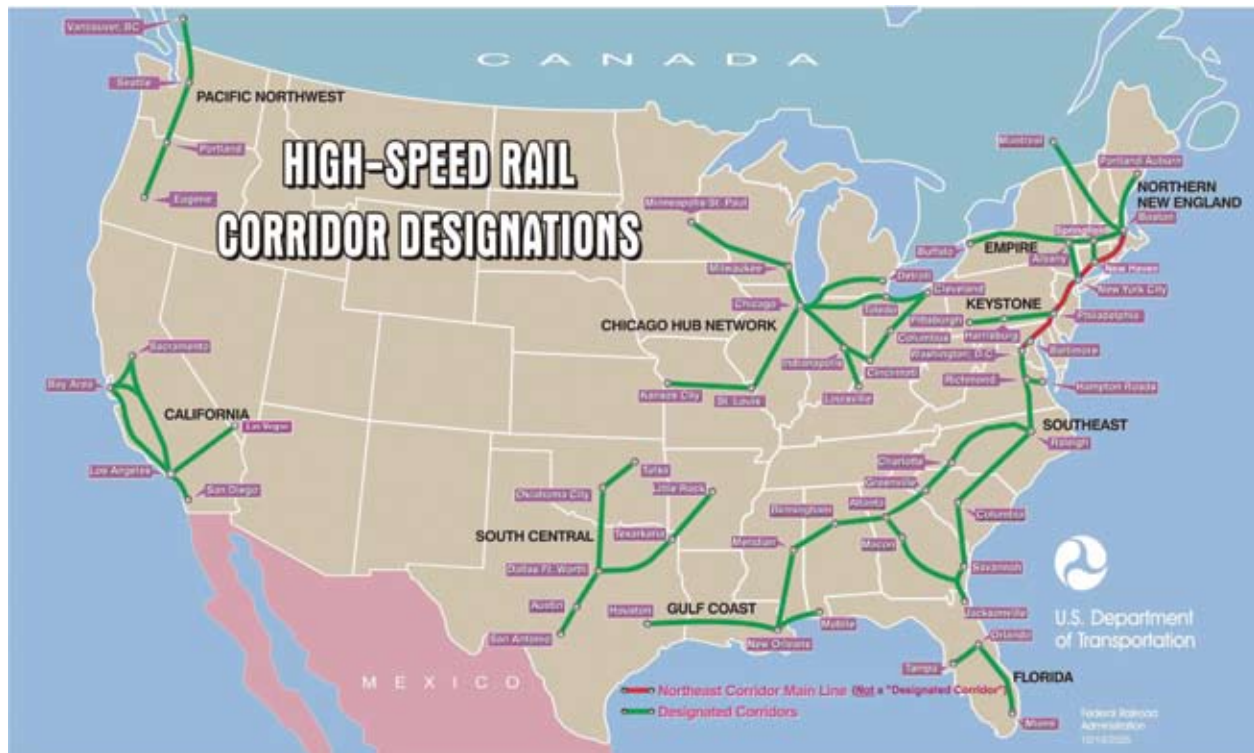 CANADA
Vancouver, BC
Seattle
PACIFIC NORTHWEST
Portland
Eugene
HIGH-SPEED RAIL
CORRIDOR DESIGNATIONS
Minneapolis St. Paul
Milwaukee
Chicago
CHICAGO HUB NETWORK
Detroit
Cleveland
Toledo
Columbus
Indianapolis
Cincinnati
Louisville
Kansas City
St. Louis
Montreal
Portland Auburn
NORTHERN
NEW ENGLAND
Boston
Springfield
EMPIRE
Buffalo
Albany
New Haven
New York City
KEYSTONE
Pittsburgh
Harrisburg
Philadelphia
Washington, D.C.
Baltimore
Richmond
Hampton Roads
SOUTHEAST
Raleigh
Charlotte
Greenville
Atlanta
Columbia
Birmingham
Macon
Meridian
Savannah
Jacksonville
Sacramento
Bay Area
CALIFORNIA
Las Vegas
Los Angeles
San Diego
Tulsa
Oklahoma City
Little Rock
SOUTH CENTRAL
Texarkana
Dallas Ft. Worth
Austin
Houston
GULF COAST
San Antonio
Mobile
New Orleans
Orlando
Tampa
FLORIDA
Miami
MEXICO
U.S. Department
of Transportation
Northeast Corridor Main Line (Not a "Designated Corridor")
Designated Corridors
Federal Railroad
Administration